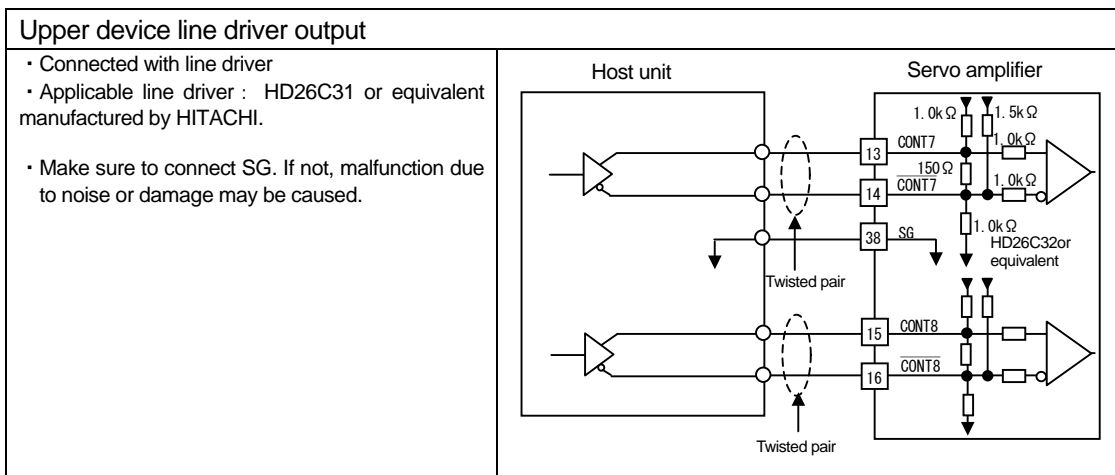 Upper device line driver output
・Connected with line driver
・Applicable line driver : HD26C31 or equivalent
manufactured by HITACHI.
・Make sure to connect SG. If not, malfunction due
to noise or damage may be caused.
Host unit
Servo amplifier
1.0kΩ
1.5kΩ
13
CONT7
1.0kΩ
150Ω
14
CONT7
1.0kΩ
38
SG
1.0kΩ
HD26C32or
equivalent
Twisted pair
15
CONT8
16
CONT8
Twisted pair